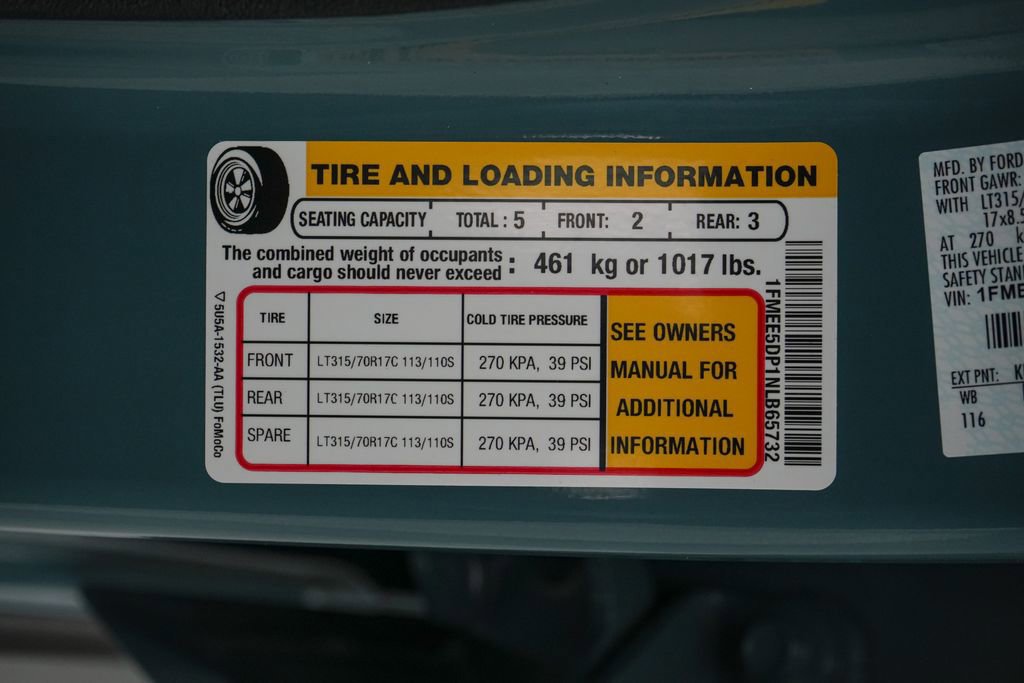 TIRE AND LOADING INFORMATION
SEATING CAPACITY TOTAL : 5 FRONT: 2 REAR: 3
The combined weight of occupants
and cargo should never exceed : 461 kg or 1017 lbs.
TIRE SIZE COLD TIRE PRESSURE
FRONT LT315/70R17C 113/110S 270 KPA, 39 PSI
REAR LT315/70R17C 113/110S 270 KPA, 39 PSI
SPARE LT315/70R17C 113/110S 270 KPA, 39 PSI
SEE OWNERS
MANUAL FOR
ADDITIONAL
INFORMATION
1FMEE5DP1NLB65732
5U5A-1532-AA (TLU) FoMoCo
MFD. BY FORD
FRONT GAWR:
WITH LT315/
17x8.5
AT 270
THIS VEHICLE
SAFETY STAN
VIN: 1FME
EXT PNT:
WB
116